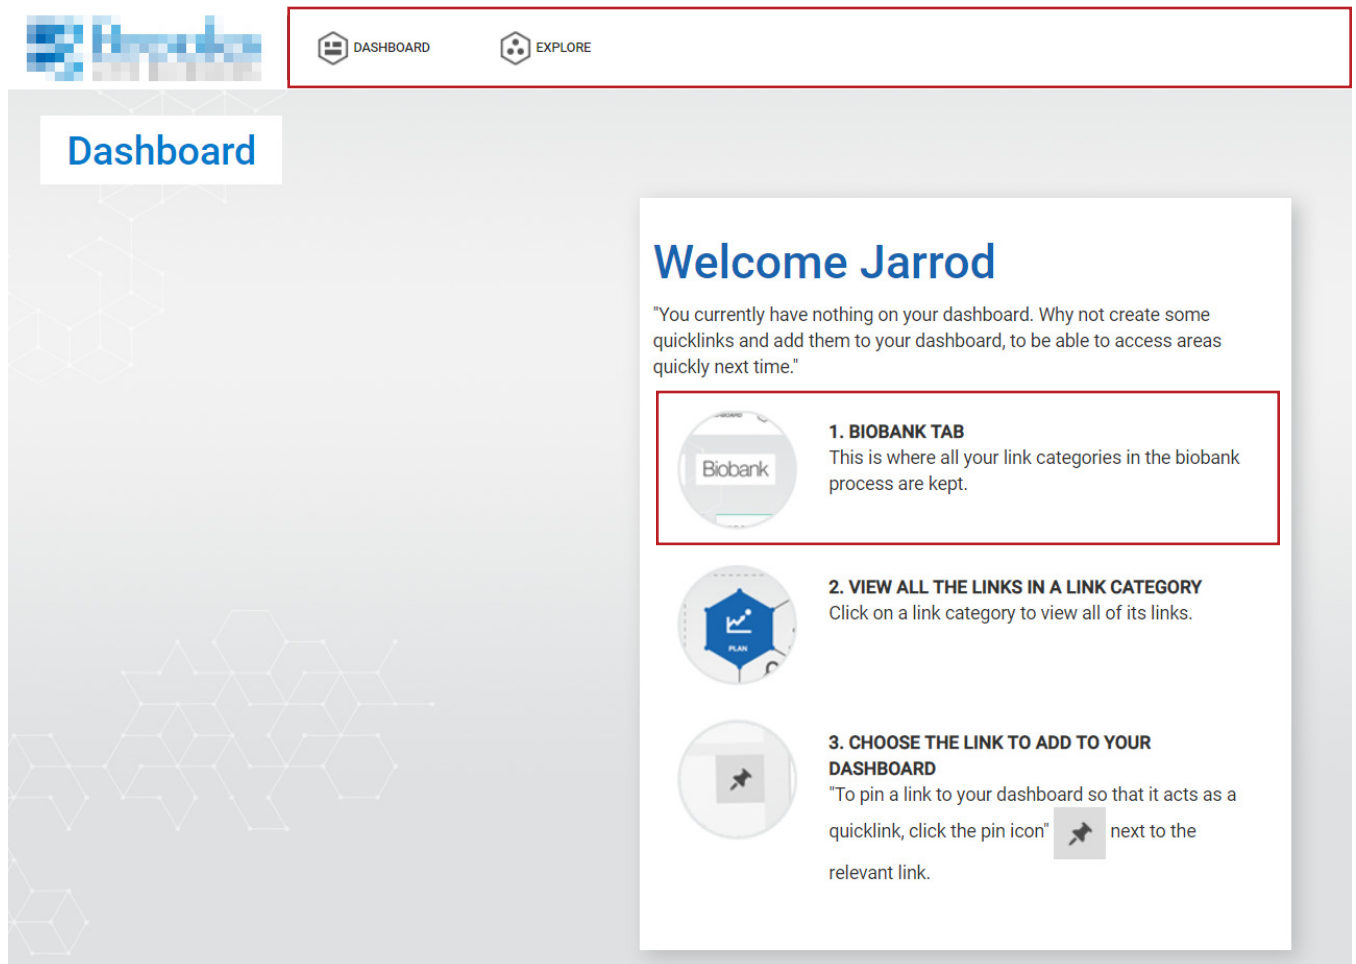 DASHBOARD
EXPLORE
Dashboard
Welcome Jarrod
"You currently have nothing on your dashboard. Why not create some
quicklinks and add them to your dashboard, to be able to access areas
quickly next time."
Biobank
1. BIOBANK TAB
This is where all your link categories in the biobank
process are kept.
PLAN
2. VIEW ALL THE LINKS IN A LINK CATEGORY
Click on a link category to view all of its links.
3. CHOOSE THE LINK TO ADD TO YOUR
DASHBOARD
"To pin a link to your dashboard so that it acts as a
quicklink, click the pin icon" next to the
relevant link.